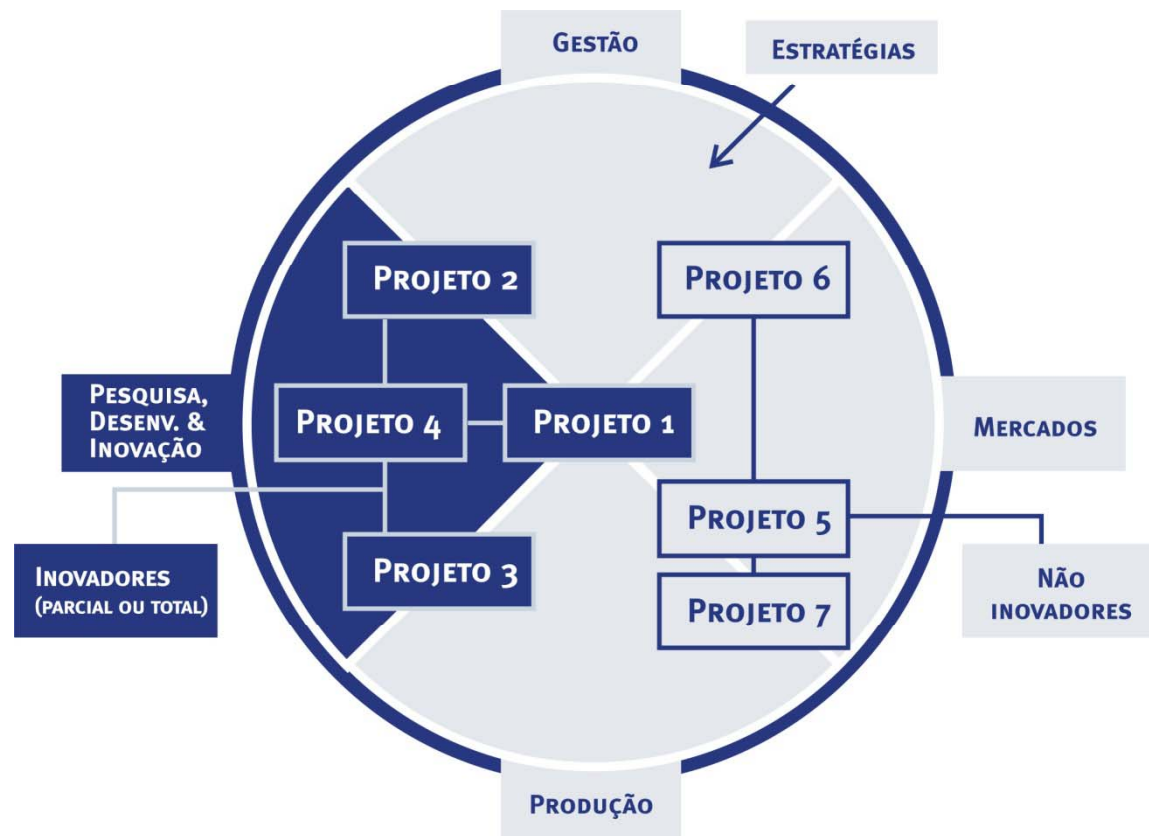 Gestão
Estratégias
Projeto 2
Projeto 6
Pesquisa,
Desenv. &
Inovação
Projeto 4
Projeto 1
Mercados
Projeto 5
Projeto 3
Inovadores
(parcial ou total)
Projeto 7
Não
inovadores
Produção